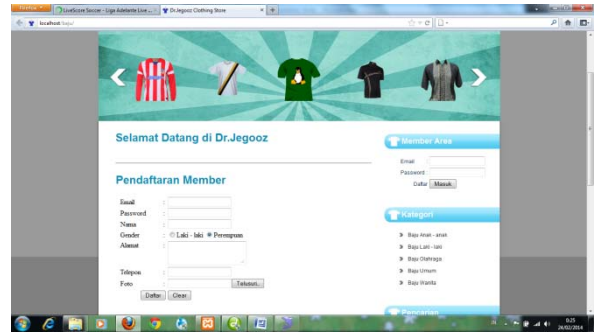 LiveScore Soccer - Liga Adelante Live ...
Dr.Jegooz Clothing Store
localhost/baju/
Selamat Datang di Dr.Jegooz
Pendaftaran Member
Email :
Password :
Nama :
Gender : Laki - laki Perempuan
Alamat :
Telepon :
Foto : Telusuri...
Daftar Clear
Member Area
Email :
Password :
Daftar Masuk
Kategori
Baju Anak - anak
Baju Laki - laki
Baju Olahraga
Baju Umum
Baju Wanita
Pencarian
IN
9:25
26/02/2014